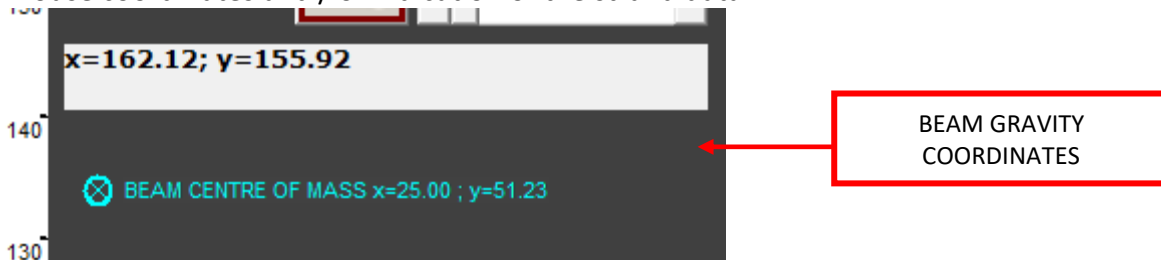 x=162.12; y=155.92
140
BEAM GRAVITY
COORDINATES
BEAM CENTRE OF MASS x=25.00 ; y=51.23
130